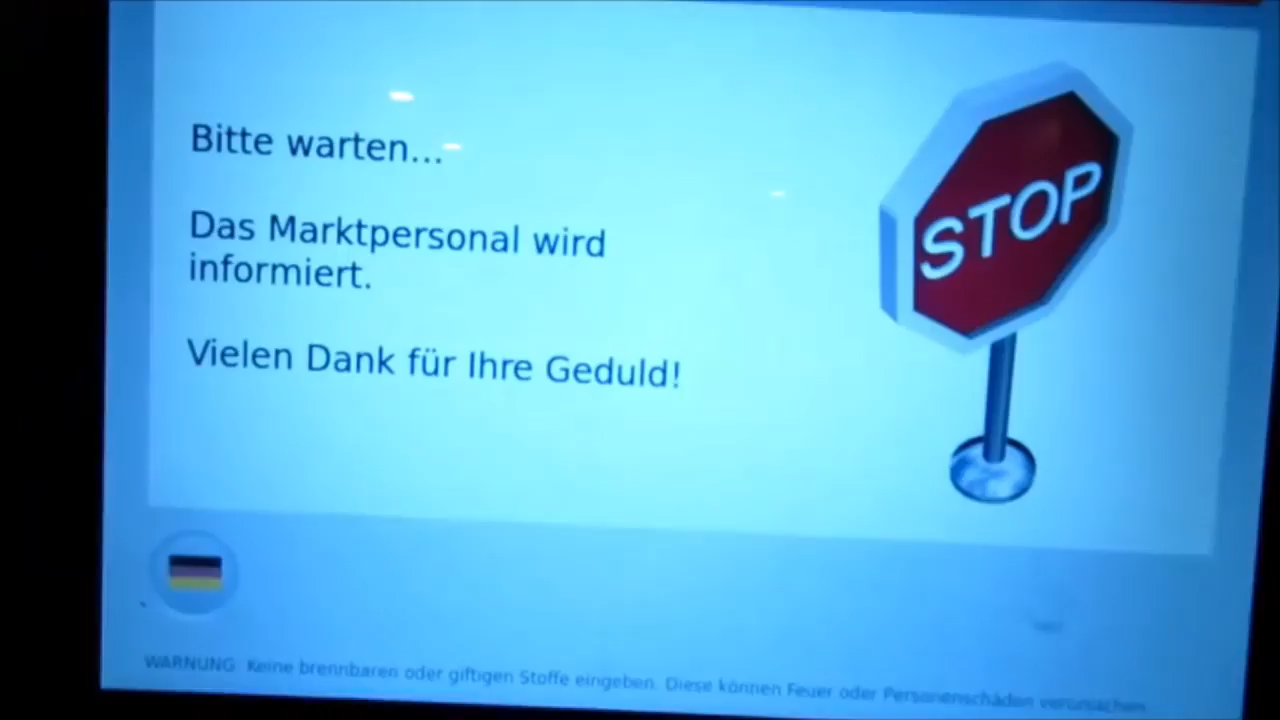 Bitte warten...
Das Marktpersonal wird
informiert.
Vielen Dank für Ihre Geduld!
STOP
WARNUNG: Keine brennbaren oder giftigen Stoffe eingeben. Diese können Feuer oder Personenschäden verursachen.